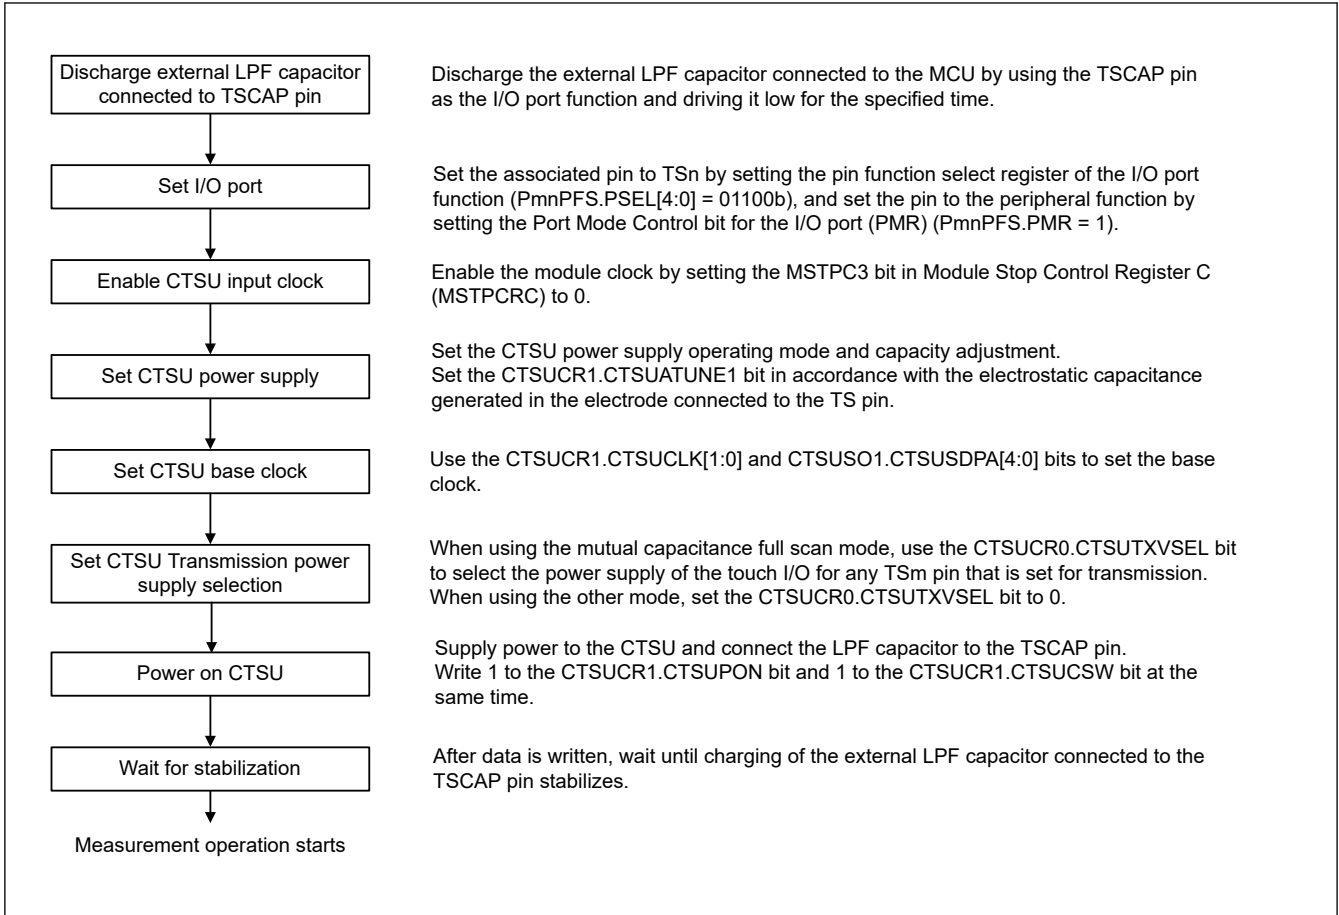 Discharge external LPF capacitor
connected to TSCAP pin
Discharge the external LPF capacitor connected to the MCU by using the TSCAP pin
as the I/O port function and driving it low for the specified time.
Set I/O port
Set the associated pin to TSn by setting the pin function select register of the I/O port
function (PmnPFS.PSEL[4:0] = 01100b), and set the pin to the peripheral function by
setting the Port Mode Control bit for the I/O port (PMR) (PmnPFS.PMR = 1).
Enable CTSU input clock
Enable the module clock by setting the MSTPC3 bit in Module Stop Control Register C
(MSTPCRC) to 0.
Set CTSU power supply
Set the CTSU power supply operating mode and capacity adjustment.
Set the CTSUCR1.CTSUATUNE1 bit in accordance with the electrostatic capacitance
generated in the electrode connected to the TS pin.
Set CTSU base clock
Use the CTSUCR1.CTSUCLK[1:0] and CTSUSO1.CTSUSDPA[4:0] bits to set the base
clock.
Set CTSU Transmission power
supply selection
When using the mutual capacitance full scan mode, use the CTSUCR0.CTSUTXVSEL bit
to select the power supply of the touch I/O for any TSm pin that is set for transmission.
When using the other mode, set the CTSUCR0.CTSUTXVSEL bit to 0.
Power on CTSU
Supply power to the CTSU and connect the LPF capacitor to the TSCAP pin.
Write 1 to the CTSUCR1.CTSUPON bit and 1 to the CTSUCR1.CTSUCSW bit at the
same time.
Wait for stabilization
After data is written, wait until charging of the external LPF capacitor connected to the
TSCAP pin stabilizes.
Measurement operation starts